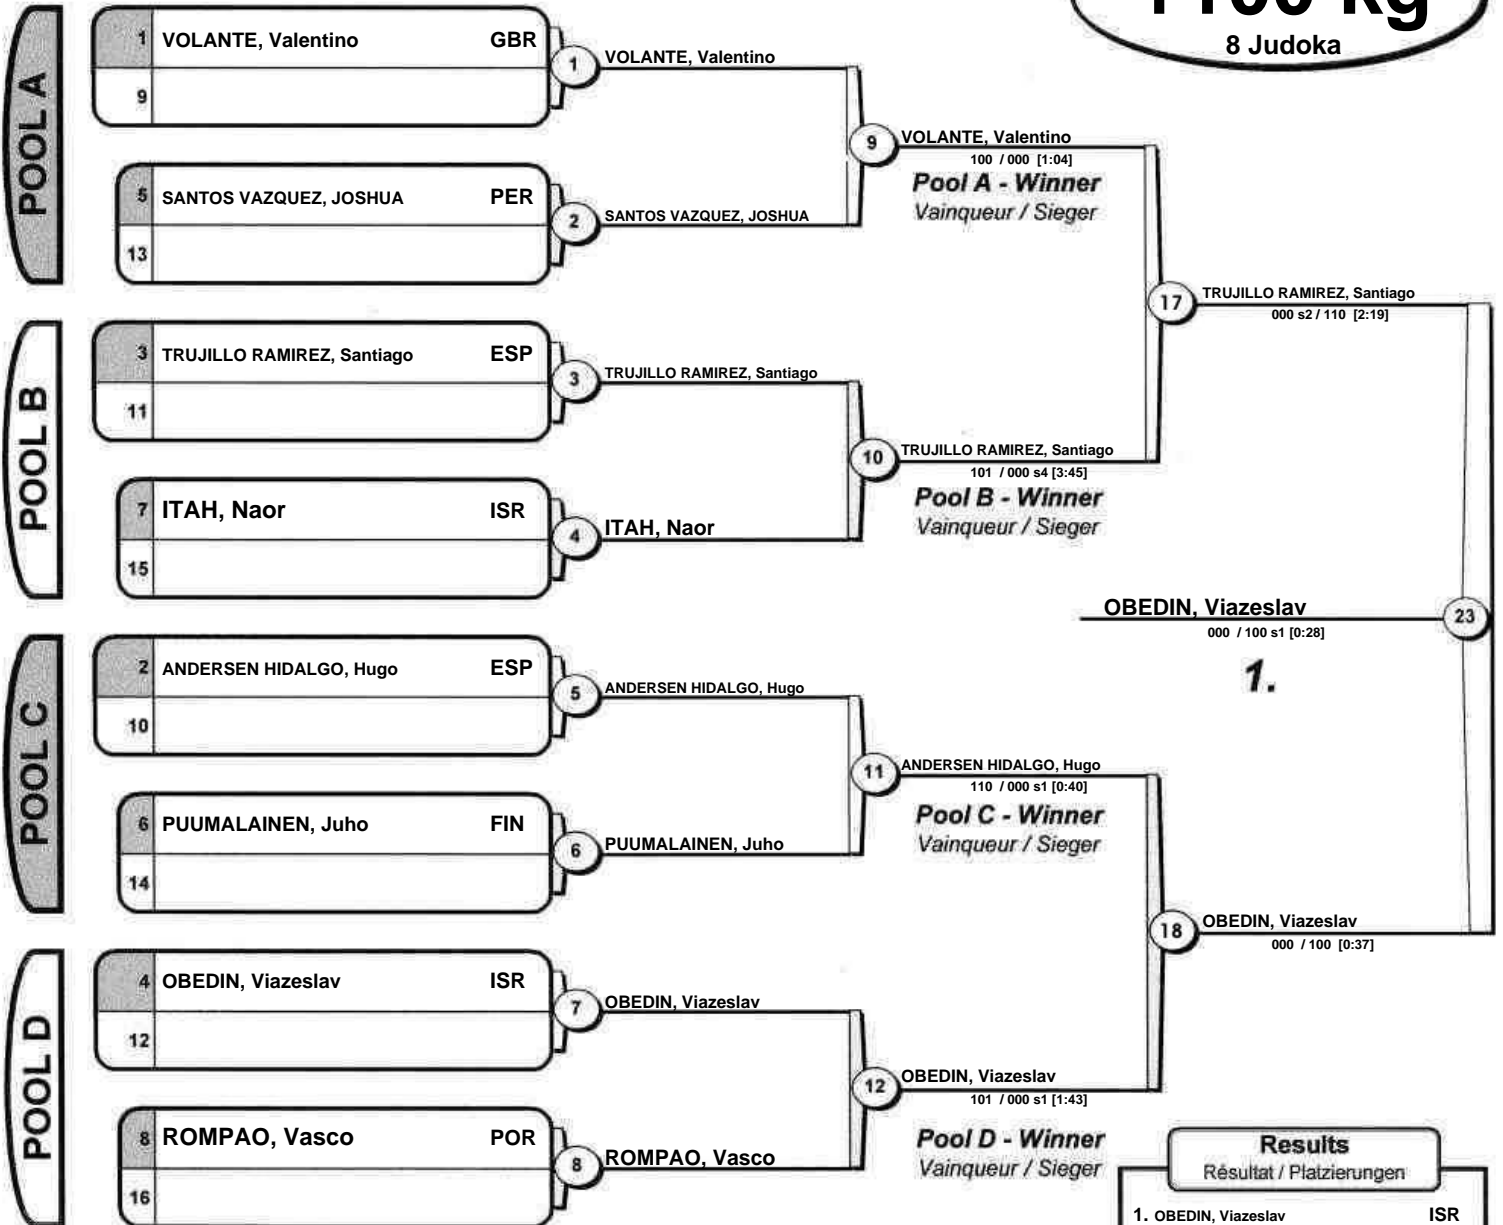 kg
8 Judoka
POOL A
1 VOLANTE, Valentino GBR
9
1 VOLANTE, Valentino
5 SANTOS VAZQUEZ, JOSHUA PER
13
2 SANTOS VAZQUEZ, JOSHUA
9 VOLANTE, Valentino
100 / 000 [1:04]
Pool A - Winner
Vainqueur / Sieger
POOL B
3 TRUJILLO RAMIREZ, Santiago ESP
11
3 TRUJILLO RAMIREZ, Santiago
7 ITAH, Naor ISR
15
4 ITAH, Naor
10 TRUJILLO RAMIREZ, Santiago
101 / 000 s4 [3:45]
Pool B - Winner
Vainqueur / Sieger
17 TRUJILLO RAMIREZ, Santiago
000 s2 / 110 [2:19]
POOL C
2 ANDERSEN HIDALGO, Hugo ESP
10
5 ANDERSEN HIDALGO, Hugo
6 PUUMALAINEN, Juho FIN
14
6 PUUMALAINEN, Juho
11 ANDERSEN HIDALGO, Hugo
110 / 000 s1 [0:40]
Pool C - Winner
Vainqueur / Sieger
POOL D
4 OBEDIN, Viazeslav ISR
12
7 OBEDIN, Viazeslav
8 ROMPAO, Vasco POR
16
8 ROMPAO, Vasco
12 OBEDIN, Viazeslav
101 / 000 s1 [1:43]
Pool D - Winner
Vainqueur / Sieger
18 OBEDIN, Viazeslav
000 / 100 [0:37]
OBEDIN, Viazeslav 23
000 / 100 s1 [0:28]
1.
Results
Résultat / Platzierungen
1. OBEDIN, Viazeslav ISR